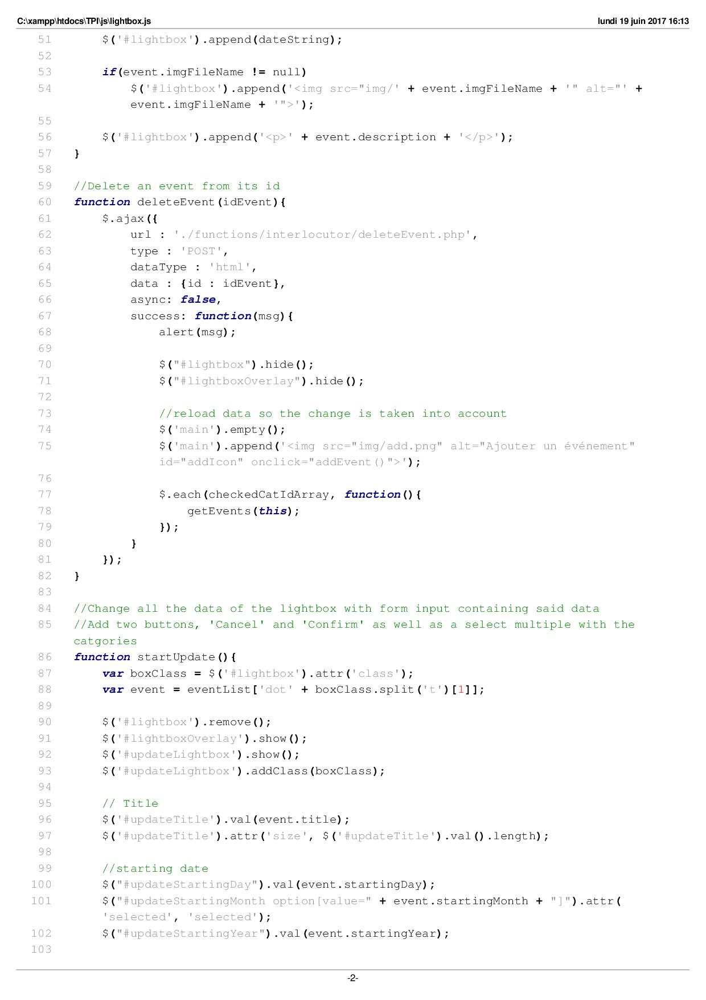 C:\xampp\htdocs\TPI\js\lightbox.js lundi 19 juin 2017 16:13
51 $('#lightbox').append(dateString);
52
53 if(event.imgFileName != null)
54 $('#lightbox').append('<img src="img/' + event.imgFileName + '" alt="' +
event.imgFileName + '">');
55
56 $('#lightbox').append('<p>' + event.description + '</p>');
57 }
58
59 //Delete an event from its id
60 function deleteEvent(idEvent){
61 $.ajax({
62 url : './functions/interlocutor/deleteEvent.php',
63 type : 'POST',
64 dataType : 'html',
65 data : {id : idEvent},
66 async: false,
67 success: function(msg){
68 alert(msg);
69
70 $("#lightbox").hide();
71 $("#lightboxOverlay").hide();
72
73 //reload data so the change is taken into account
74 $('main').empty();
75 $('main').append('<img src="img/add.png" alt="Ajouter un événement"
id="addIcon" onclick="addEvent()">');
76
77 $.each(checkedCatIdArray, function(){
78 getEvents(this);
79 });
80 }
81 });
82 }
83
84 //Change all the data of the lightbox with form input containing said data
85 //Add two buttons, 'Cancel' and 'Confirm' as well as a select multiple with the
catgories
86 function startUpdate(){
87 var boxClass = $('#lightbox').attr('class');
88 var event = eventList['dot' + boxClass.split('t')[1]];
89
90 $('#lightbox').remove();
91 $('#lightboxOverlay').show();
92 $('#updateLightbox').show();
93 $('#updateLightbox').addClass(boxClass);
94
95 // Title
96 $('#updateTitle').val(event.title);
97 $('#updateTitle').attr('size', $('#updateTitle').val().length);
98
99 //starting date
100 $("#updateStartingDay").val(event.startingDay);
101 $("#updateStartingMonth option[value=" + event.startingMonth + "]").attr(
'selected', 'selected');
102 $("#updateStartingYear").val(event.startingYear);
103
-2-